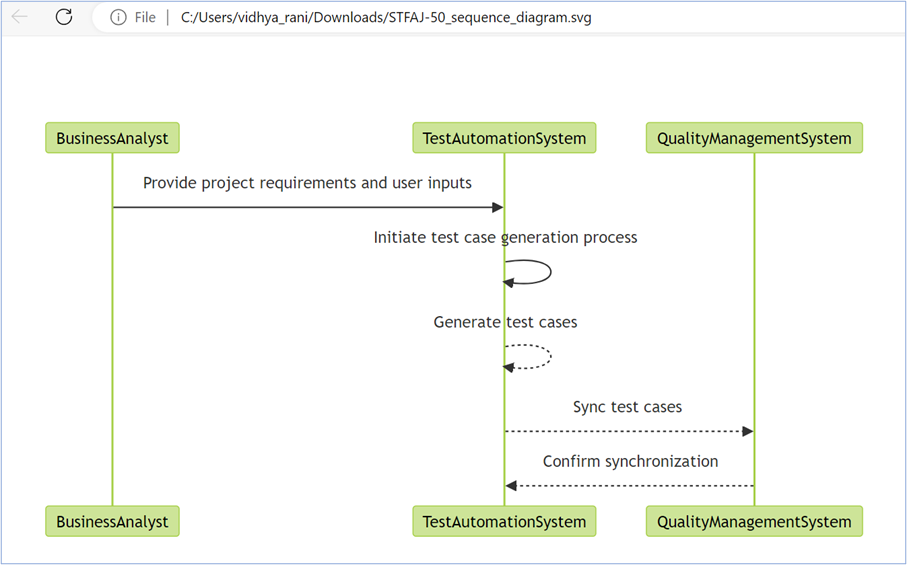 File | C:/Users/vidhya_rani/Downloads/STFAJ-50_sequence_diagram.svg
BusinessAnalyst
TestAutomationSystem
QualityManagementSystem
Provide project requirements and user inputs
Initiate test case generation process
Generate test cases
Sync test cases
Confirm synchronization
BusinessAnalyst
TestAutomationSystem
QualityManagementSystem